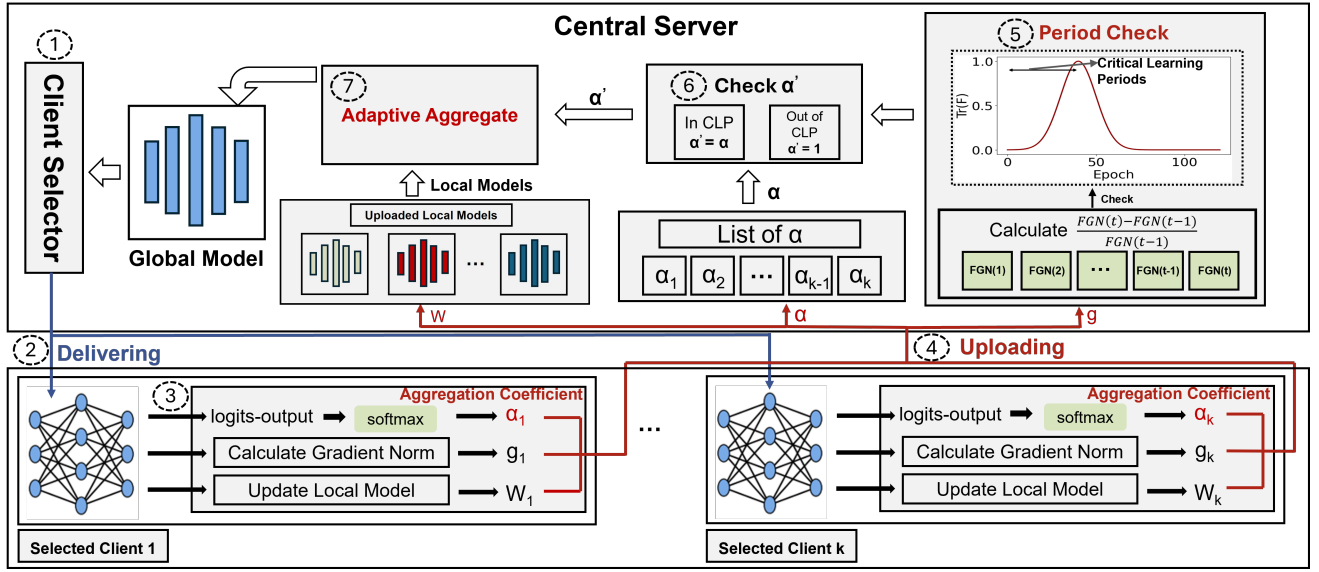 Central Server
1
Client Selector
Global Model
7
Adaptive Aggregate
Local Models
Uploaded Local Models
...
W
α'
6 Check α'
In CLP
α' = α
Out of
CLP
α' = 1
α
List of α
α1 α2 ... αk-1 αk
α
5 Period Check
Critical Learning
Periods
1.0
0.5
0.0
Tr(F)
0 50 100
Epoch
Check
Calculate FGN(t)−FGN(t−1)
FGN(t−1)
FGN(1) FGN(2) ... FGN(t-1) FGN(t)
g
2 Delivering
4 Uploading
3
Aggregation Coefficient
logits-output softmax α1
Calculate Gradient Norm g1
Update Local Model W1
Selected Client 1
...
Aggregation Coefficient
logits-output softmax αk
Calculate Gradient Norm gk
Update Local Model Wk
Selected Client k